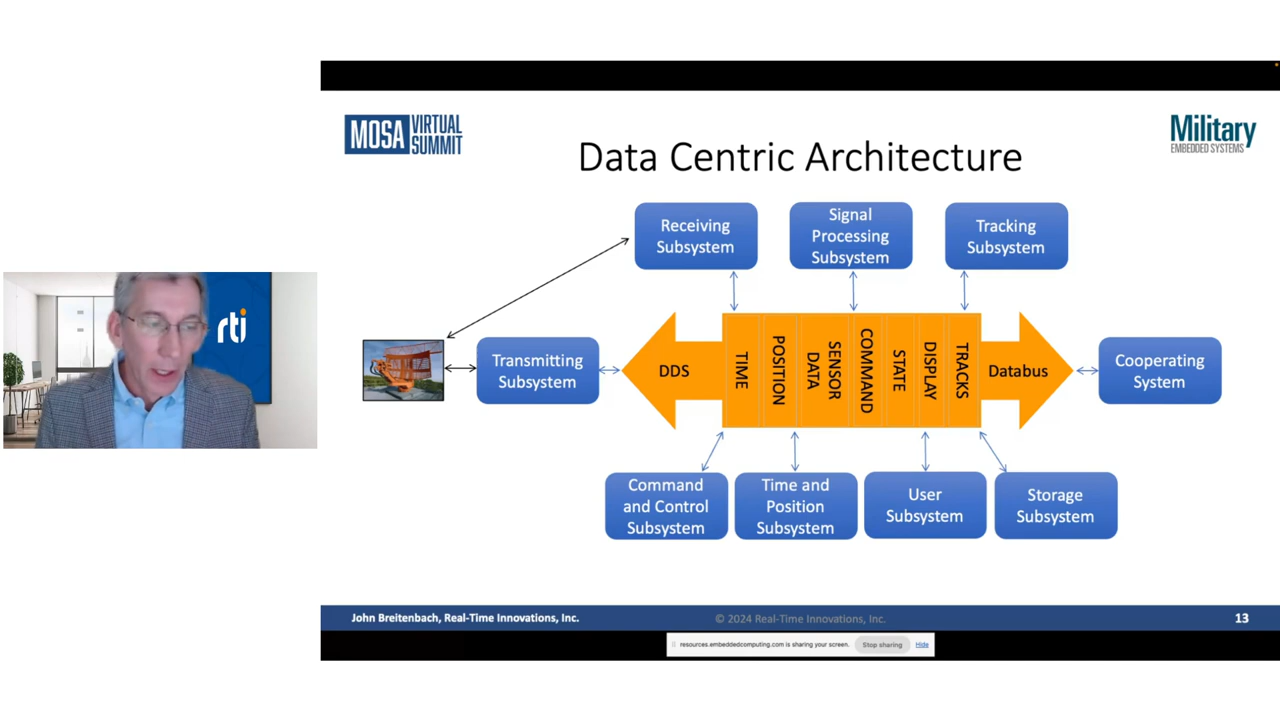 MOSA VIRTUAL SUMMIT
Military
EMBEDDED SYSTEMS
Data Centric Architecture
Receiving
Subsystem
Signal
Processing
Subsystem
Tracking
Subsystem
rti
Transmitting
Subsystem
DDS
TIME
POSITION
SENSOR
DATA
COMMAND
STATE
DISPLAY
TRACKS
Databus
Cooperating
System
Command
and Control
Subsystem
Time and
Position
Subsystem
User
Subsystem
Storage
Subsystem
John Breitenbach, Real-Time Innovations, Inc.
© 2024 Real-Time Innovations, Inc.
13
resources.embeddedcomputing.com is sharing your screen.
Stop sharing
Hide